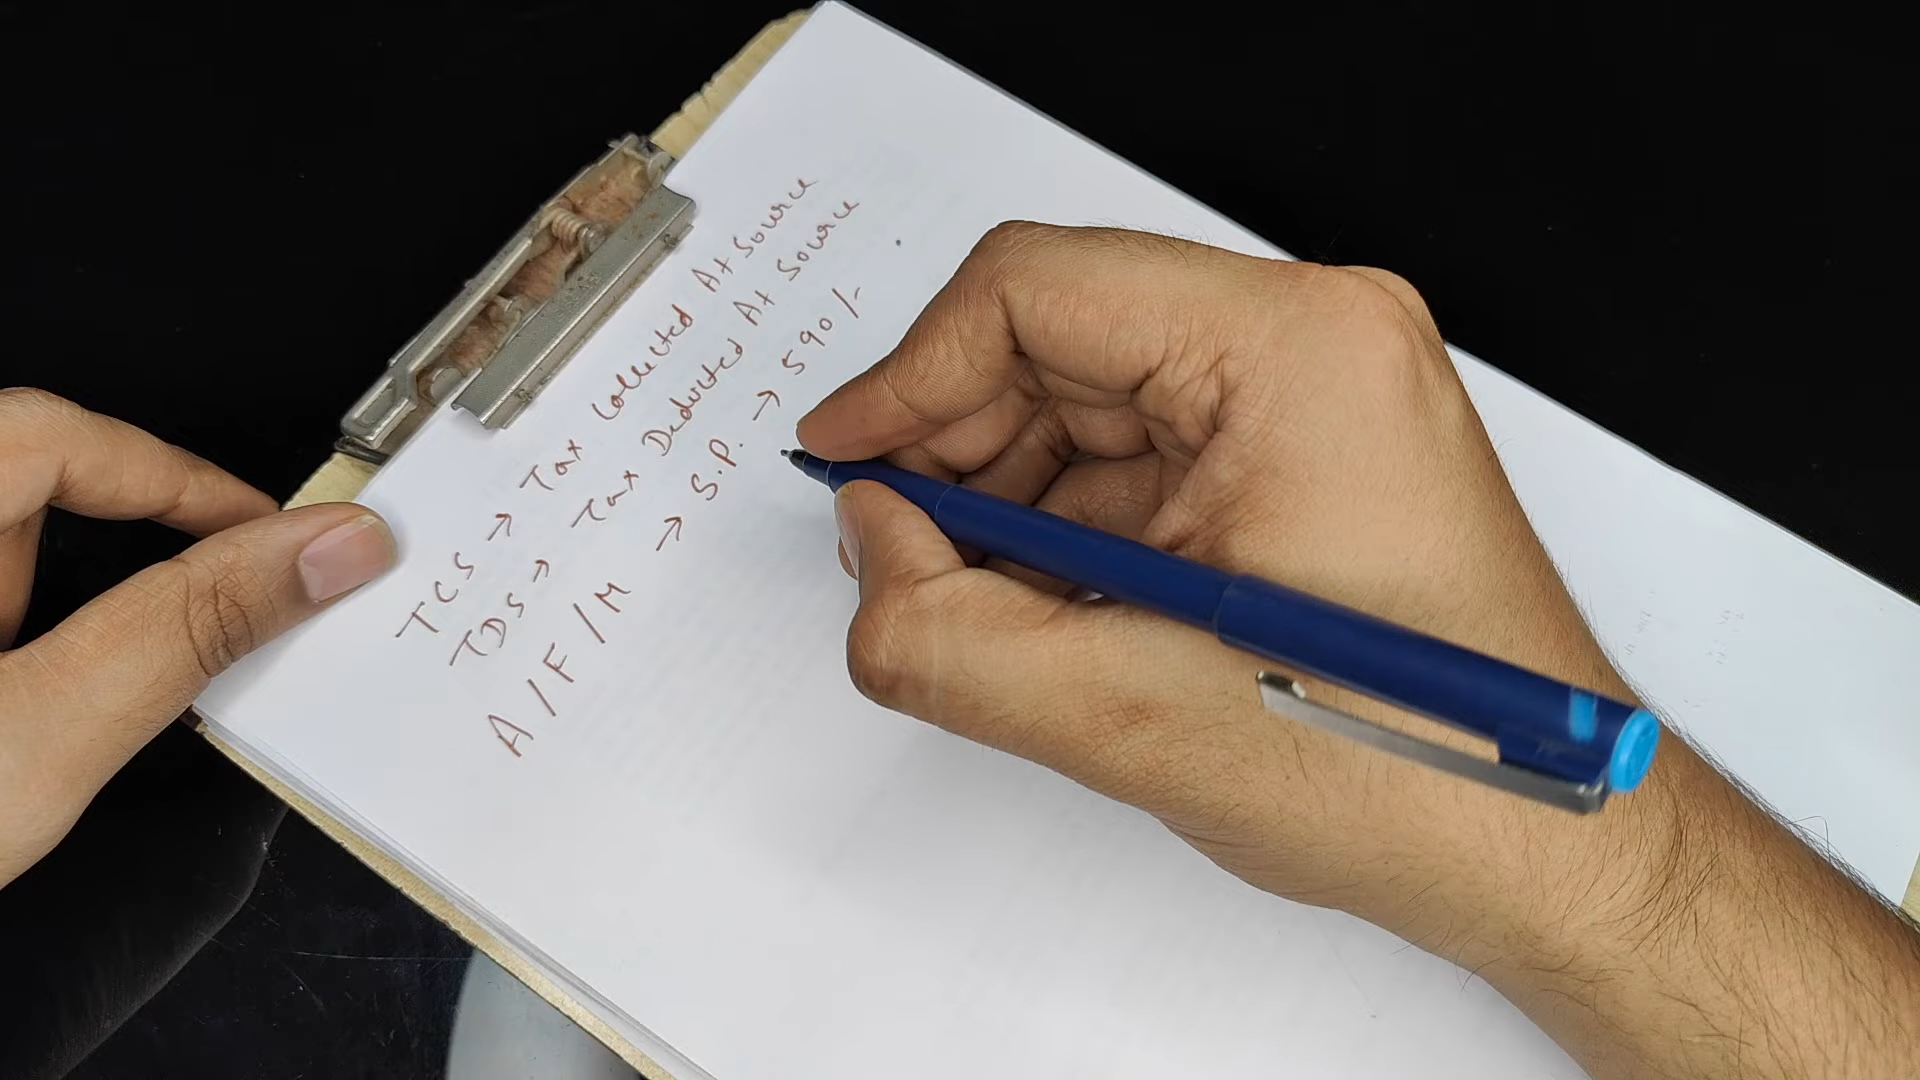 TCS → Tax Collected At Source
TDS → Tax Deducted At Source
A/F/M → S.P. → 590/-